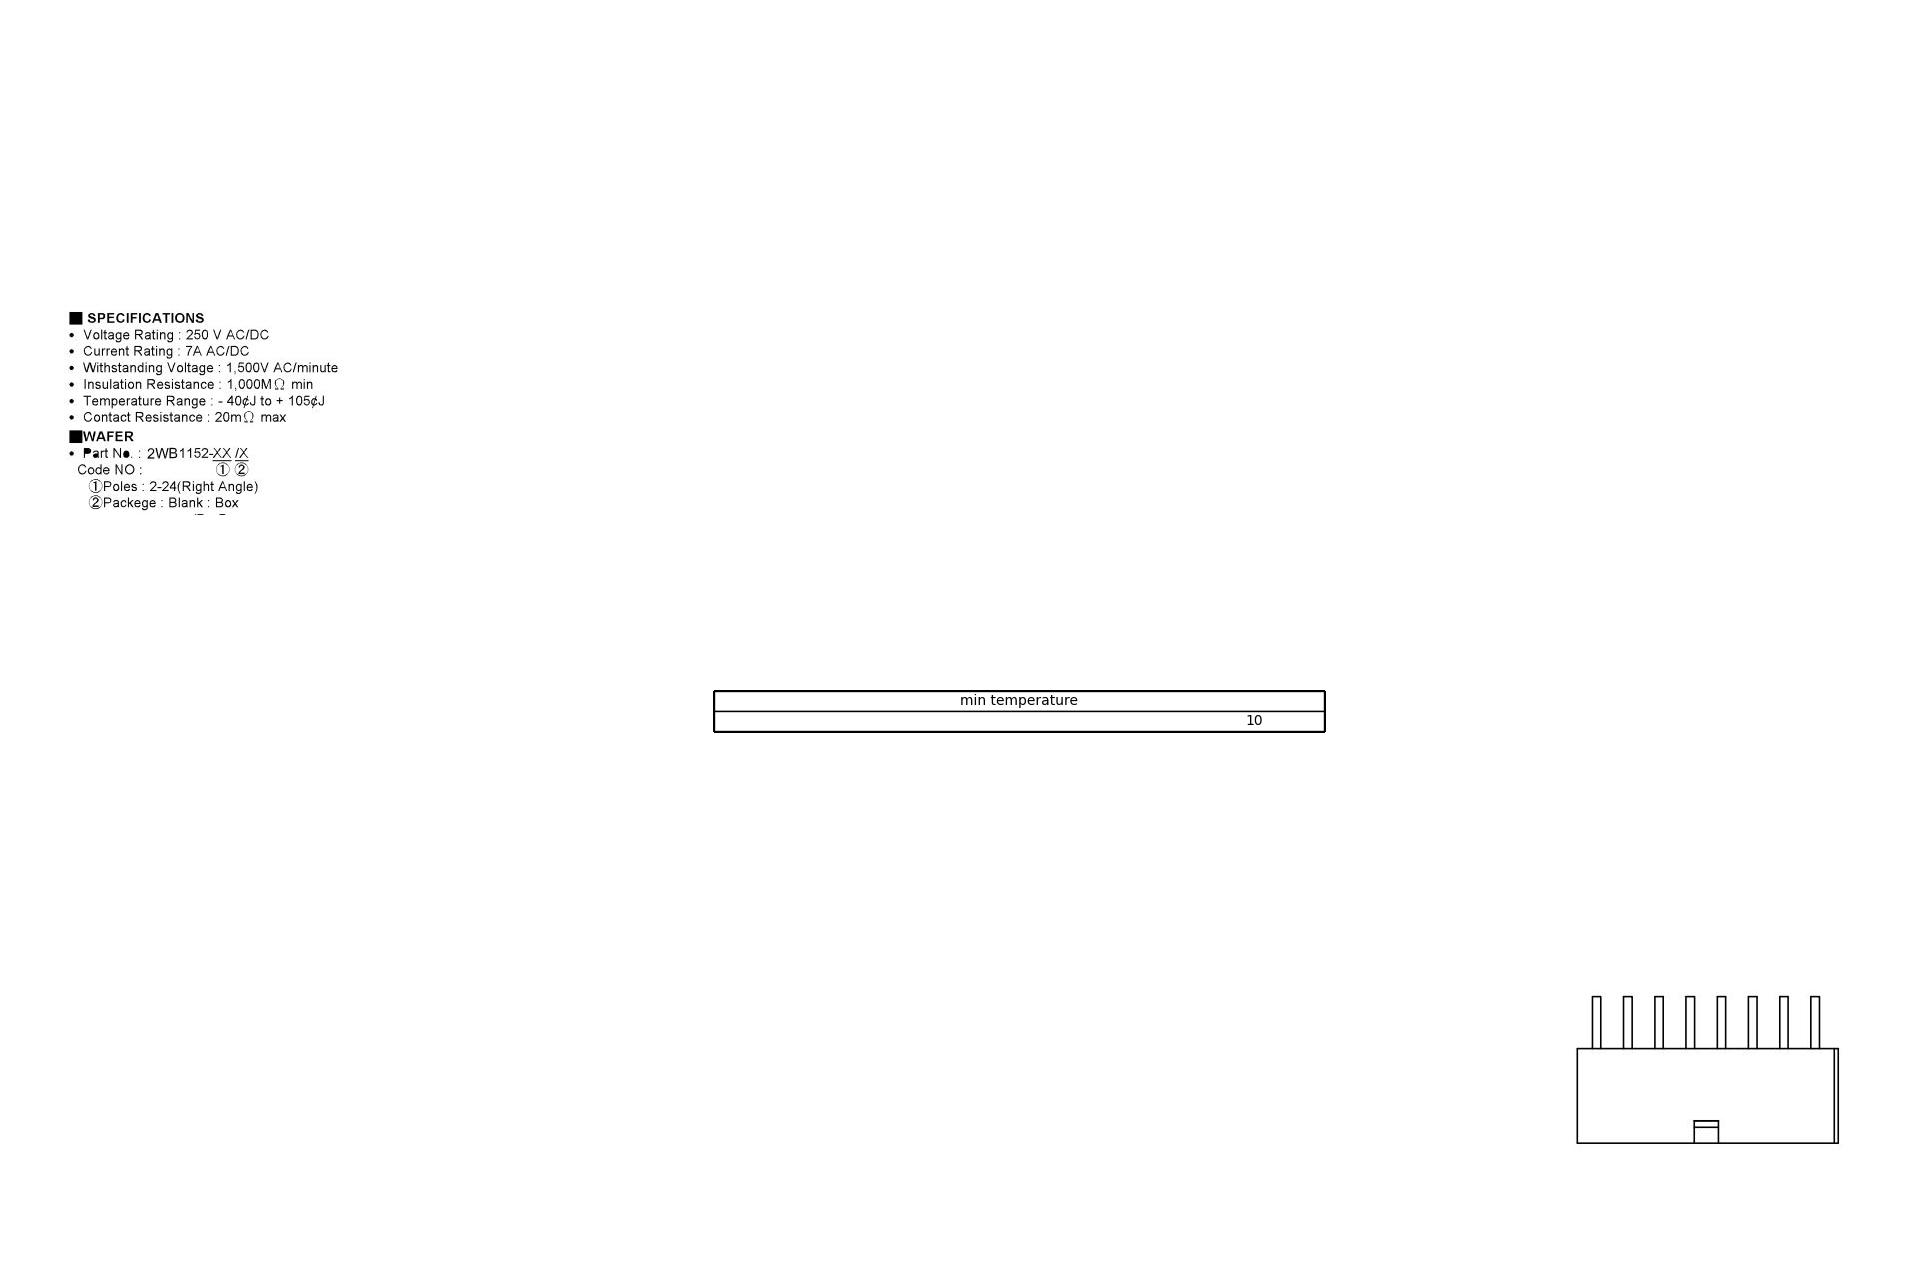 ■ SPECIFICATIONS
• Voltage Rating : 250 V AC/DC
• Current Rating : 7A AC/DC
• Withstanding Voltage : 1,500V AC/minute
• Insulation Resistance : 1,000MΩ min
• Temperature Range : - 40¢J to + 105¢J
• Contact Resistance : 20mΩ max
■WAFER
• Part No. : 2WB1152-XX /X
Code NO : ① ②
①Poles : 2-24(Right Angle)
②Packege : Blank : Box
min temperature
10